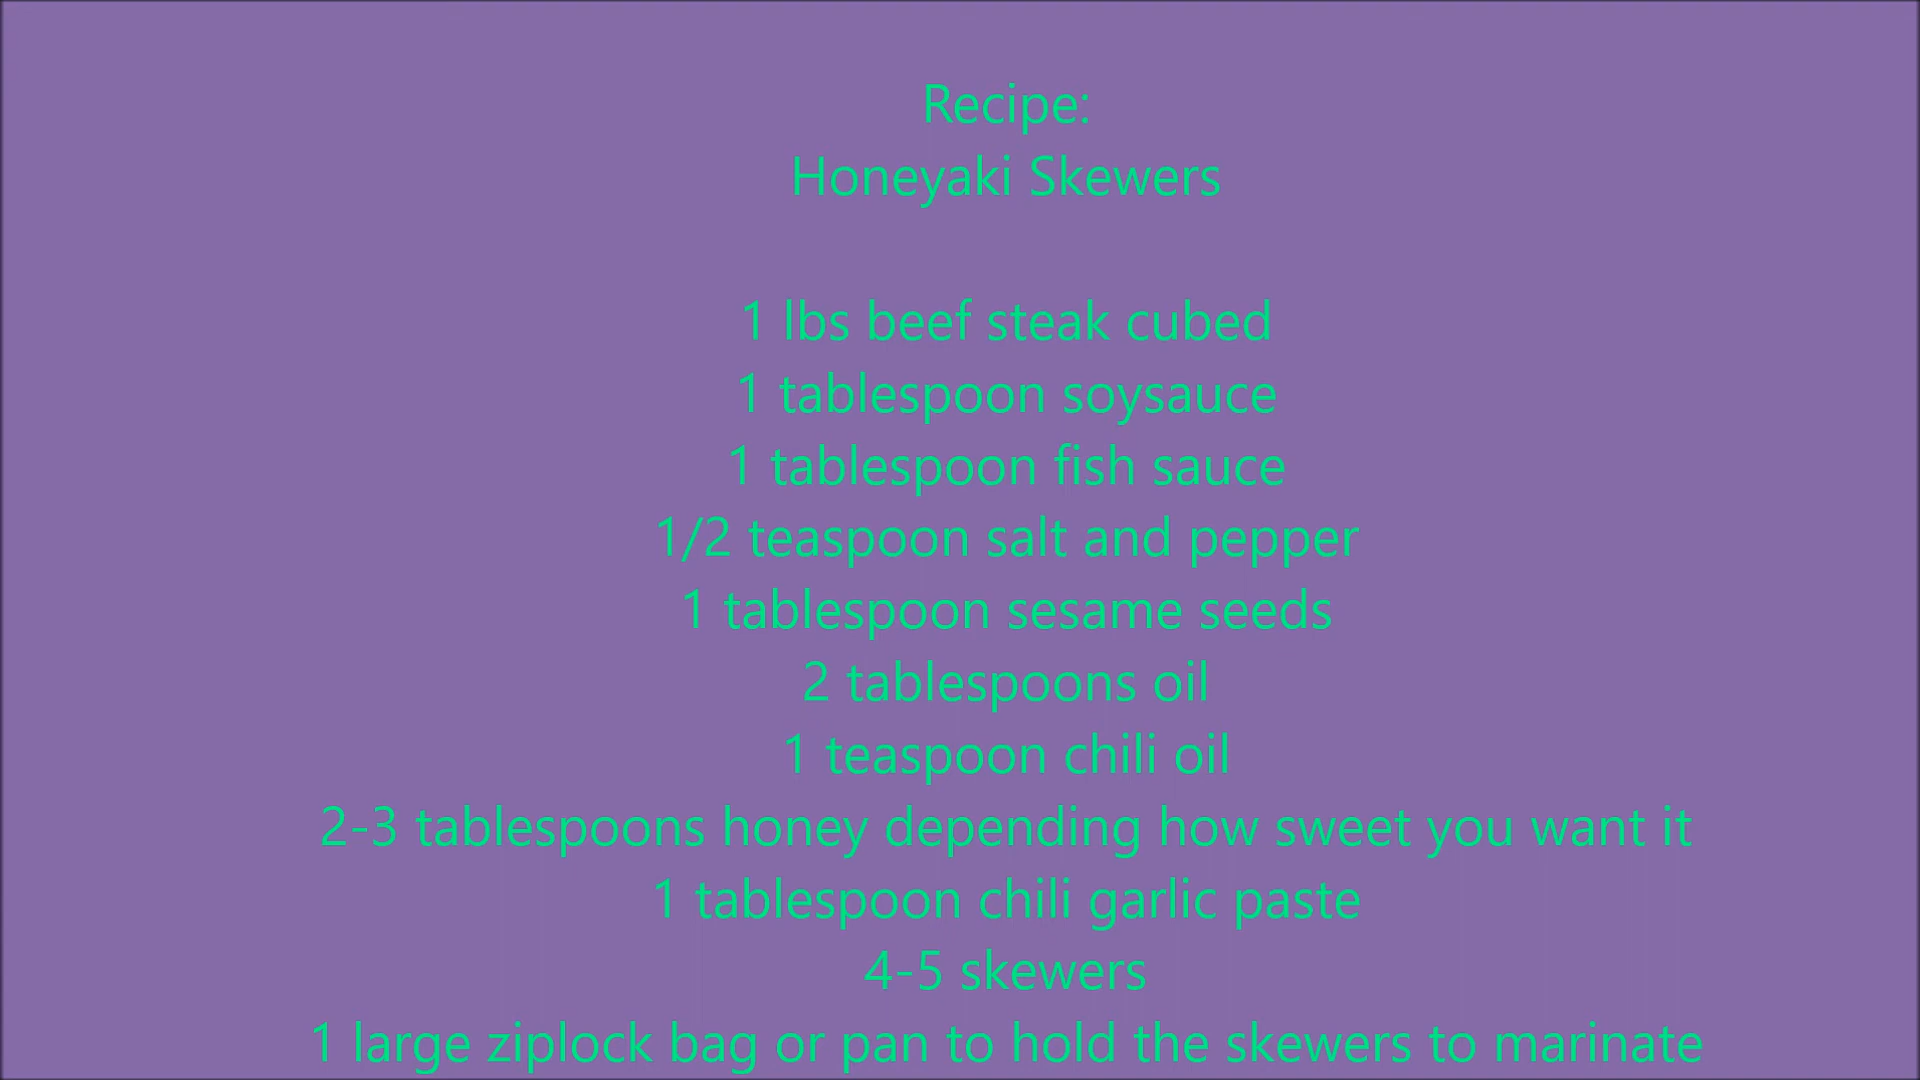 Recipe:
Honeyaki Skewers
1 lbs beef steak cubed
1 tablespoon soysauce
1 tablespoon fish sauce
1/2 teaspoon salt and pepper
1 tablespoon sesame seeds
2 tablespoons oil
1 teaspoon chili oil
2-3 tablespoons honey depending how sweet you want it
1 tablespoon chili garlic paste
4-5 skewers
1 large ziplock bag or pan to hold the skewers to marinate